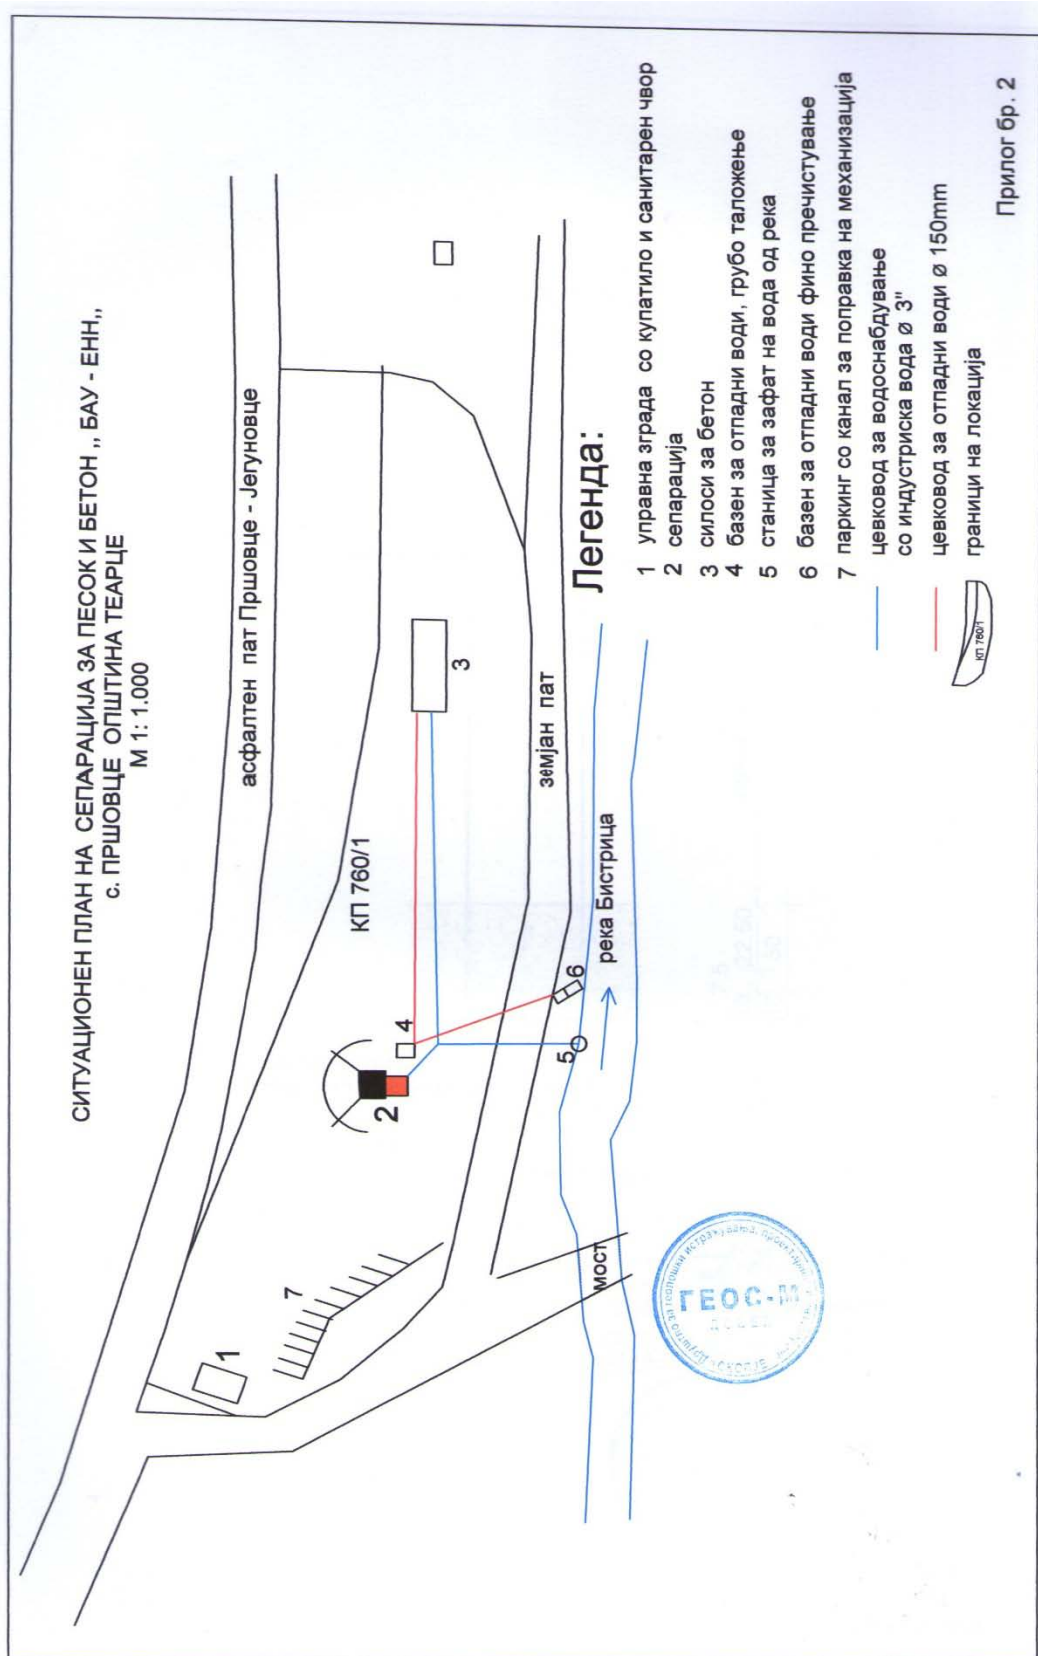 СИТУАЦИОНЕН ПЛАН НА СЕПАРАЦИЈА ЗА ПЕСОК И БЕТОН ,, БАУ - ЕНН,,
с. ПРШОВЦЕ ОПШТИНА ТЕАРЦЕ
М 1: 1.000
асфалтен пат Пршовце - Јегуновце
КП 760/1
1
7
2
4
3
земјан пат
5
6
река Бистрица
мост
ГЕОС-М
Легенда:
1 управна зграда со купатило и санитарен чвор
2 сепарација
3 силоси за бетон
4 базен за отпадни води, грубо таложење
5 станица за зафат на вода од река
6 базен за отпадни води фино пречистување
7 паркинг со канал за поправка на механизација
цевковод за водоснабдување
со индустриска вода ø 3"
цевковод за отпадни води ø 150mm
КП 760/1
граници на локација
Прилог бр. 2